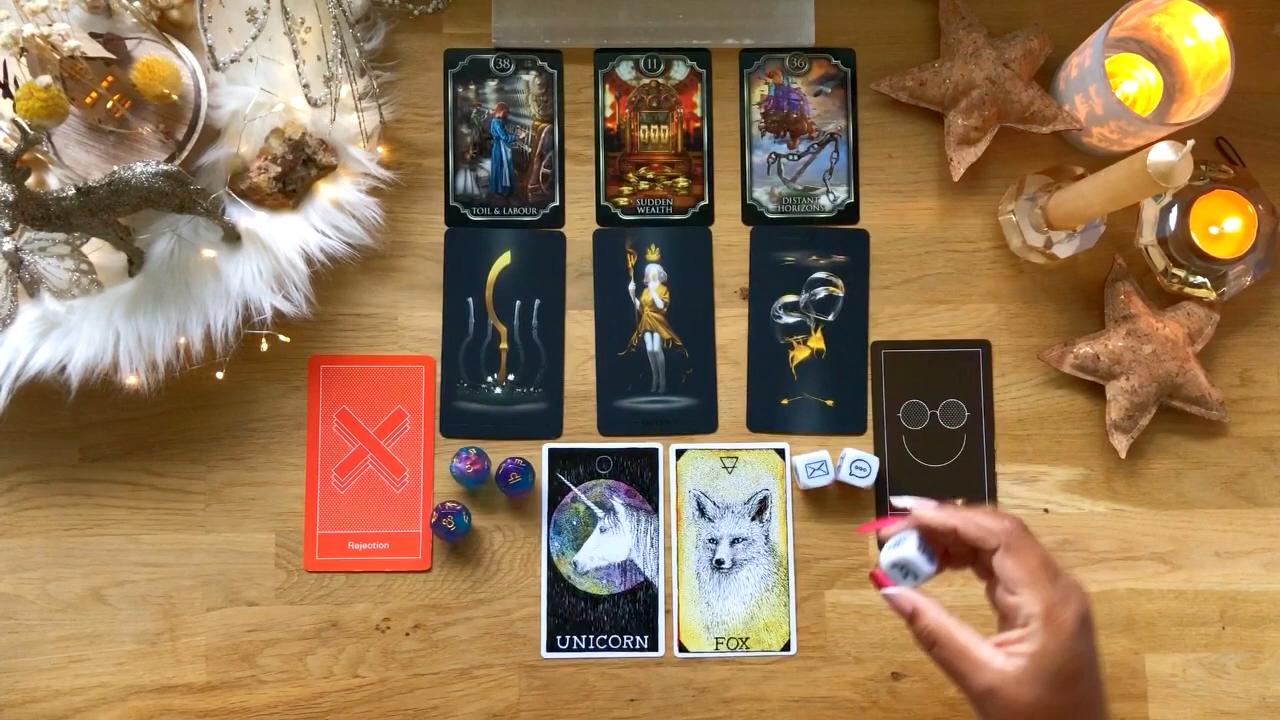 38
TOIL & LABOUR
11
SUDDEN
WEALTH
36
DISTANT
HORIZONS
Rejection
UNICORN
FOX